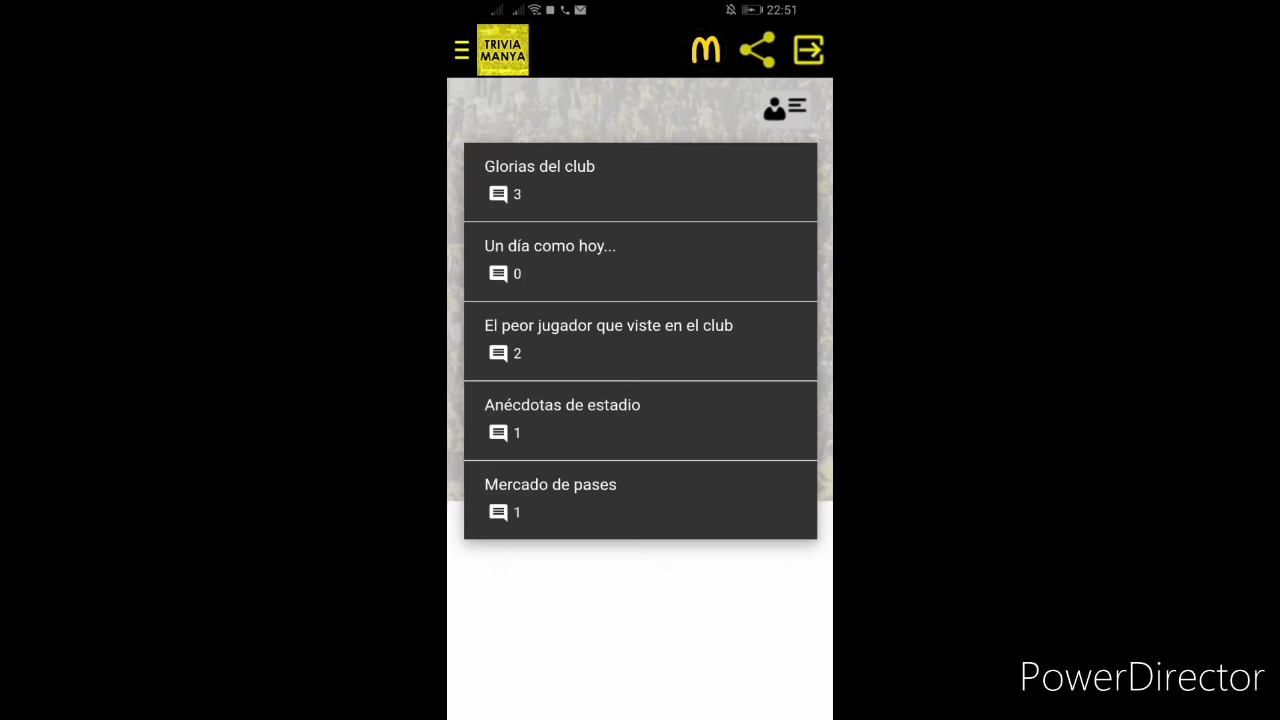 22:51
TRIVIA
MANYA
Glorias del club
3
Un día como hoy...
0
El peor jugador que viste en el club
2
Anécdotas de estadio
1
Mercado de pases
1
PowerDirector